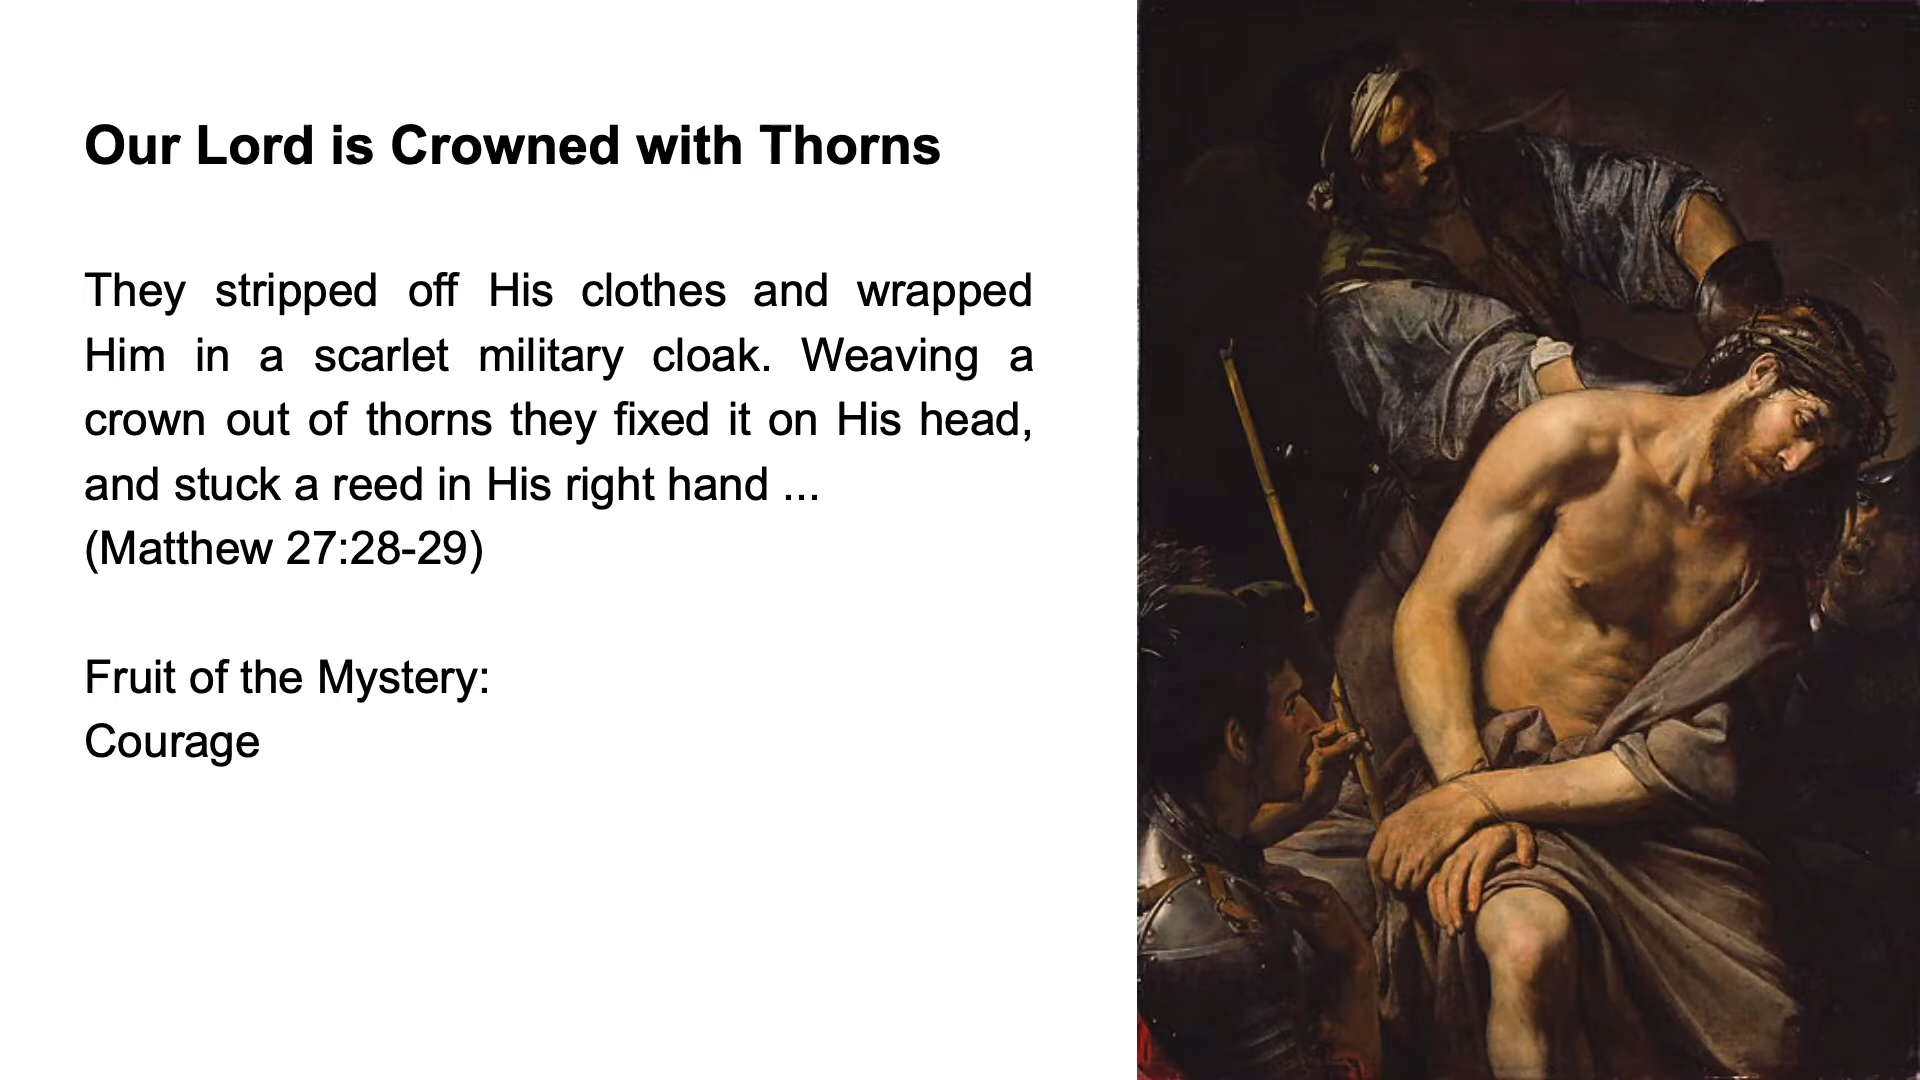 Our Lord is Crowned with Thorns
They stripped off His clothes and wrapped
Him in a scarlet military cloak. Weaving a
crown out of thorns they fixed it on His head,
and stuck a reed in His right hand ...
(Matthew 27:28-29)
Fruit of the Mystery:
Courage